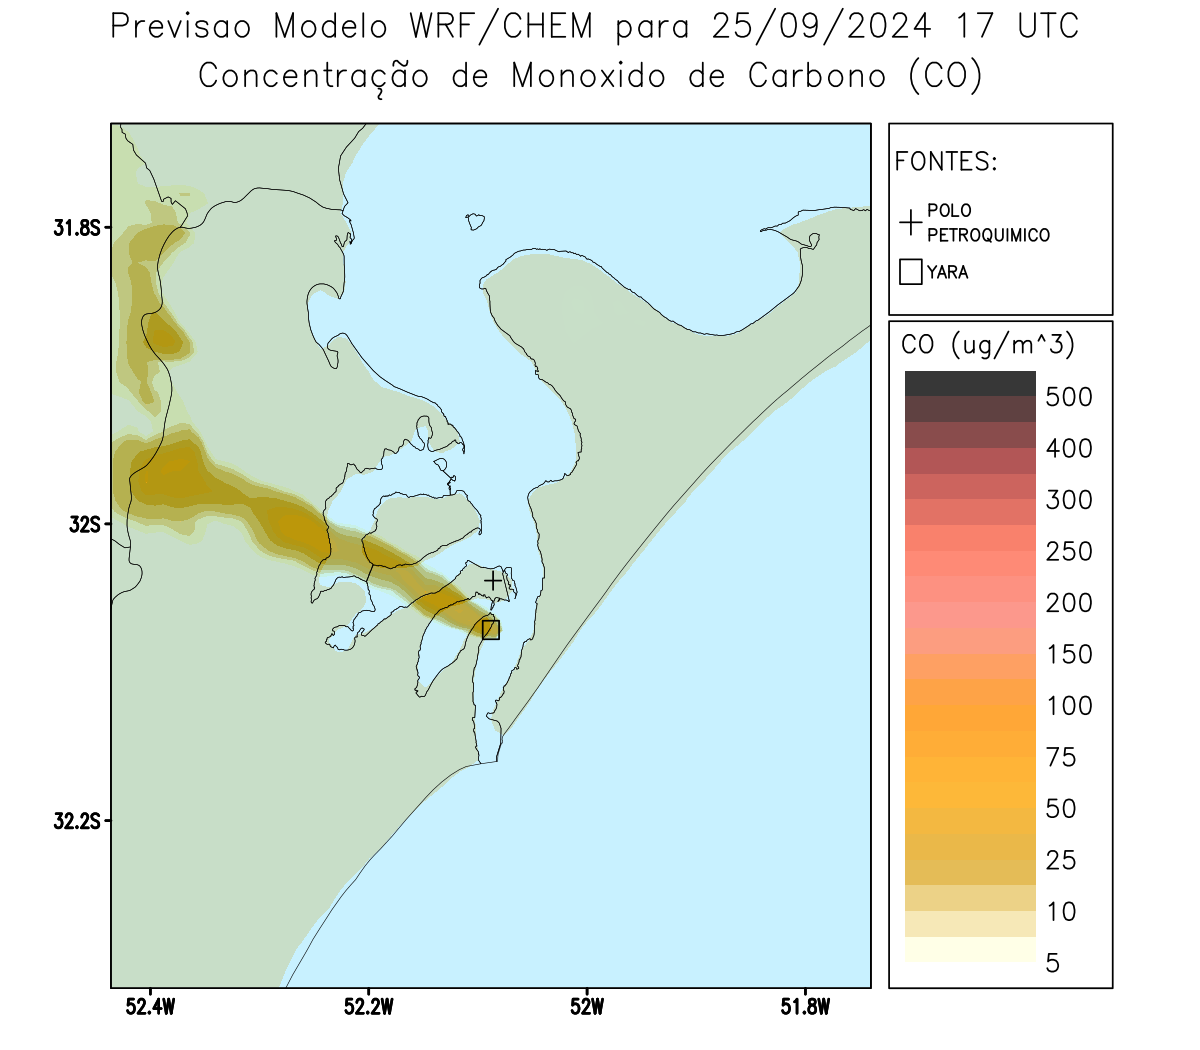 Previsao Modelo WRF/CHEM para 25/09/2024 17 UTC
Concentração de Monoxido de Carbono (CO)
FONTES:
POLO
PETROQUIMICO
YARA
31.8S
32S
32.2S
52.4W
52.2W
52W
51.8W
CO (ug/m^3)
500
400
300
250
200
150
100
75
50
25
10
5